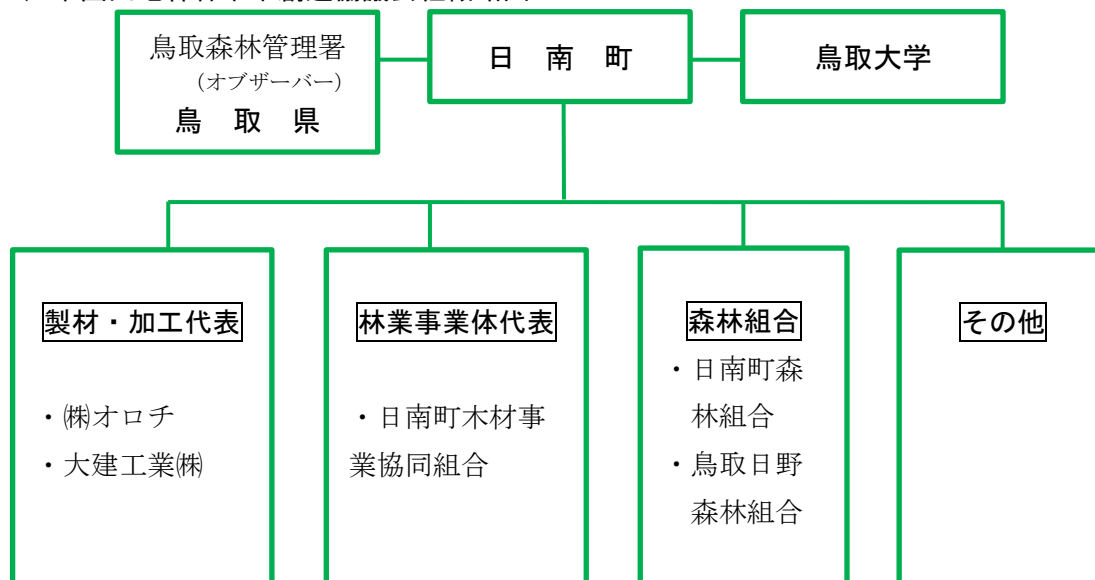 鳥取森林管理署
(オブザーバー)
鳥 取 県
日 南 町
鳥取大学
製材・加工代表
・㈱オロチ
・大建工業㈱
林業事業体代表
・日南町木材事
業協同組合
森林組合
・日南町森
林組合
・鳥取日野
森林組合
その他